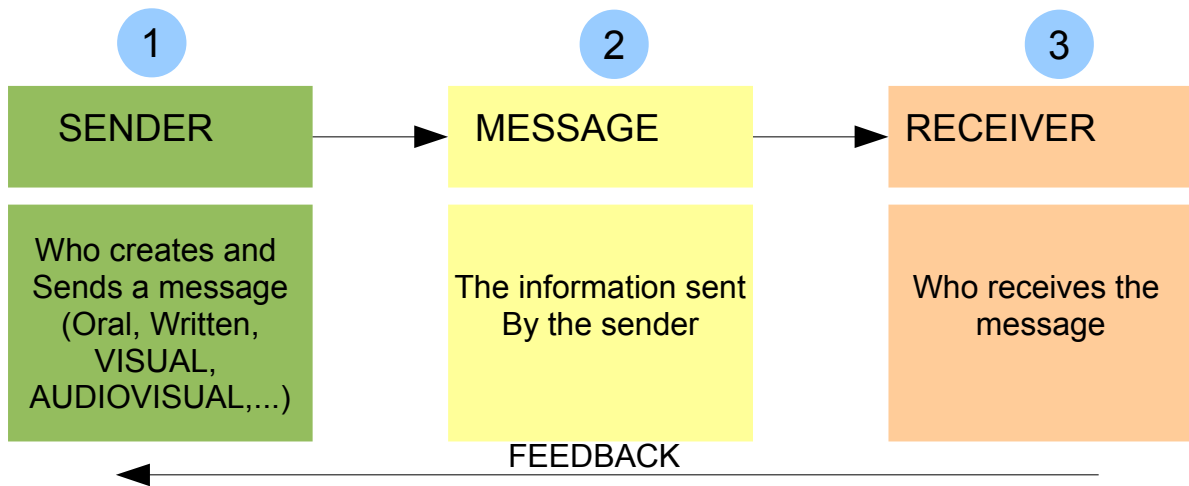 1
2
3
SENDER
MESSAGE
RECEIVER
Who creates and
Sends a message
(Oral, Written,
VISUAL,
AUDIOVISUAL,...)
The information sent
By the sender
Who receives the
message
FEEDBACK